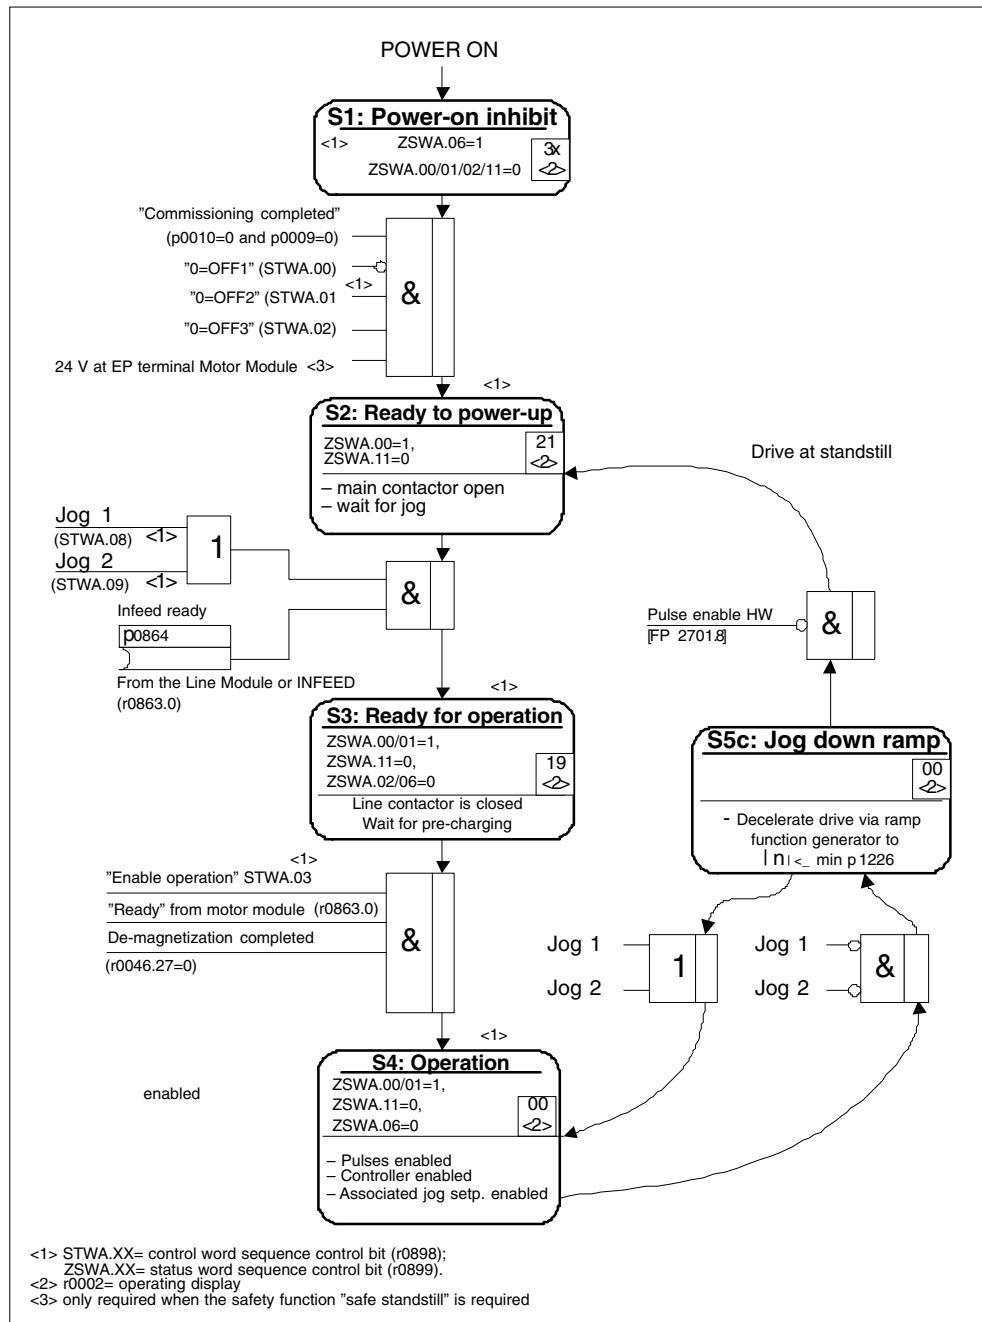 POWER ON
S1: Power-on inhibit
<1> ZSWA.06=1
ZSWA.00/01/02/11=0
3x
<2>
"Commissioning completed"
(p0010=0 and p0009=0)
"0=OFF1" (STWA.00)
<1>
"0=OFF2" (STWA.01
"0=OFF3" (STWA.02)
24 V at EP terminal Motor Module <3>
&
<1>
S2: Ready to power-up
ZSWA.00=1,
ZSWA.11=0
21
<2>
– main contactor open
– wait for jog
Drive at standstill
Jog 1
(STWA.08) <1>
Jog 2
(STWA.09) <1>
1
&
Infeed ready
p0864
From the Line Module or INFEED
(r0863.0)
Pulse enable HW
[FP 2701.8]
&
<1>
S3: Ready for operation
ZSWA.00/01=1,
ZSWA.11=0,
ZSWA.02/06=0
19
<2>
Line contactor is closed
Wait for pre-charging
S5c: Jog down ramp
00
<2>
- Decelerate drive via ramp
function generator to
|n| <_ min p1226
<1>
"Enable operation" STWA.03
"Ready" from motor module (r0863.0)
De-magnetization completed
(r0046.27=0)
&
Jog 1
Jog 2
1
Jog 1
Jog 2
&
<1>
S4: Operation
ZSWA.00/01=1,
ZSWA.11=0,
ZSWA.06=0
00
<2>
enabled
– Pulses enabled
– Controller enabled
– Associated jog setp. enabled
<1> STWA.XX= control word sequence control bit (r0898);
ZSWA.XX= status word sequence control bit (r0899).
<2> r0002= operating display
<3> only required when the safety function "safe standstill" is required